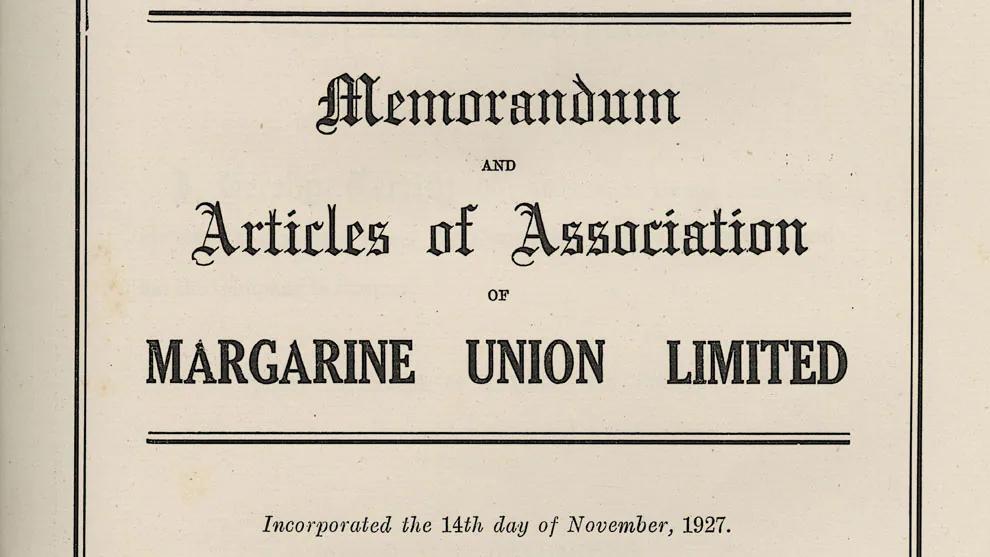 Memorandum
AND
Articles of Association
OF
MARGARINE UNION LIMITED
Incorporated the 14th day of November, 1927.